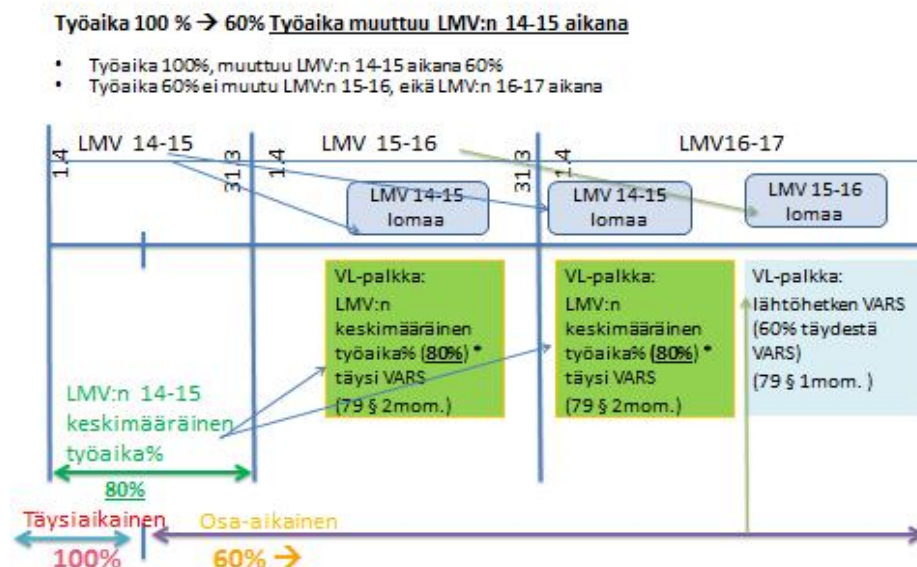 Työaika 100 % → 60% Työaika muuttuu LMV:n 14-15 aikana
• Työaika 100%, muuttuu LMV:n 14-15 aikana 60%
• Työaika 60% ei muutu LMV:n 15-16, eikä LMV:n 16-17 aikana
1.4
LMV 14-15
31.3
1.4
LMV 15-16
31.3
1.4
LMV16-17
LMV 14-15
lomaa
LMV 14-15
lomaa
LMV 15-16
lomaa
VL-palkka:
LMV:n
keskimääräinen
työaika% (80%) *
täysi VARS
(79 § 2mom.)
VL-palkka:
LMV:n
keskimääräinen
työaika% (80%) *
täysi VARS
(79 § 2mom.)
VL-palkka:
lähtöhetken VARS
(60% täydestä
VARS)
(79 § 1mom. )
LMV:n 14-15
keskimääräinen
työaika%
80%
Täysiaikainen
100%
Osa-aikainen
60% →